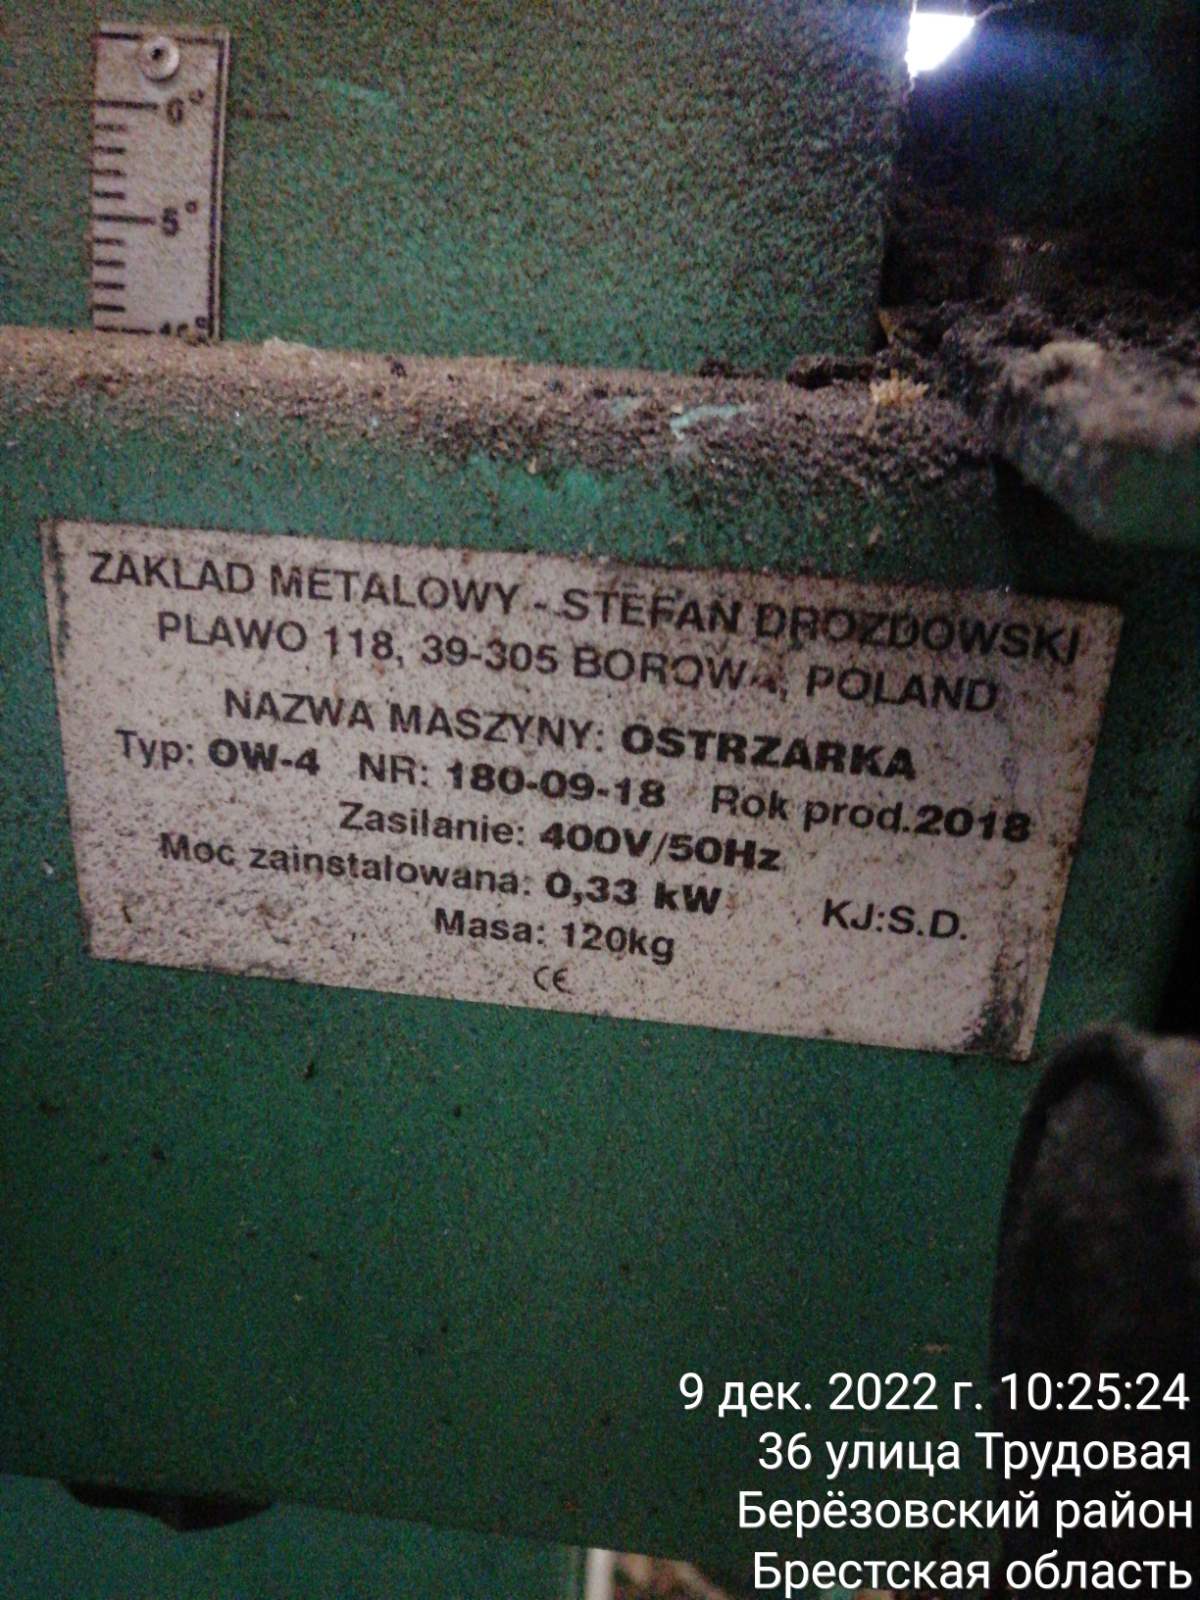 0°
5°
10°
ZAKLAD METALOWY - STEFAN DROZDOWSKI
PLAWO 118, 39-305 BOROWA, POLAND
NAZWA MASZYNY: OSTRZARKA
Typ: OW-4 NR: 180-09-18 Rok prod.2018
Zasilanie: 400V/50Hz
Moc zainstalowana: 0,33 kW
KJ:S.D.
Masa: 120kg
CE
9 дек. 2022 г. 10:25:24
36 улица Трудовая
Берёзовский район
Брестская область